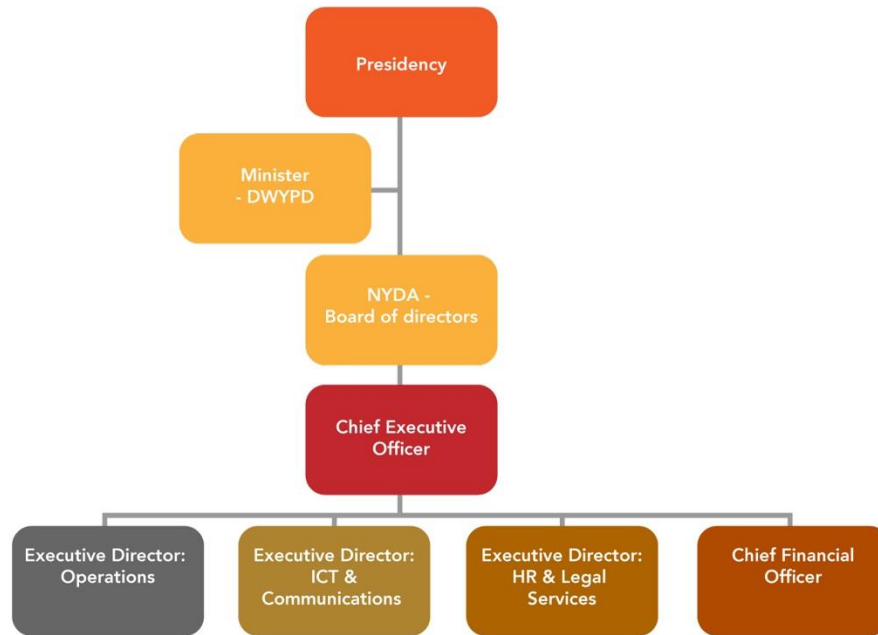 Presidency
Minister
- DWYPD
NYDA -
Board of directors
Chief Executive
Officer
Executive Director:
Operations
Executive Director:
ICT &
Communications
Executive Director:
HR & Legal
Services
Chief Financial
Officer